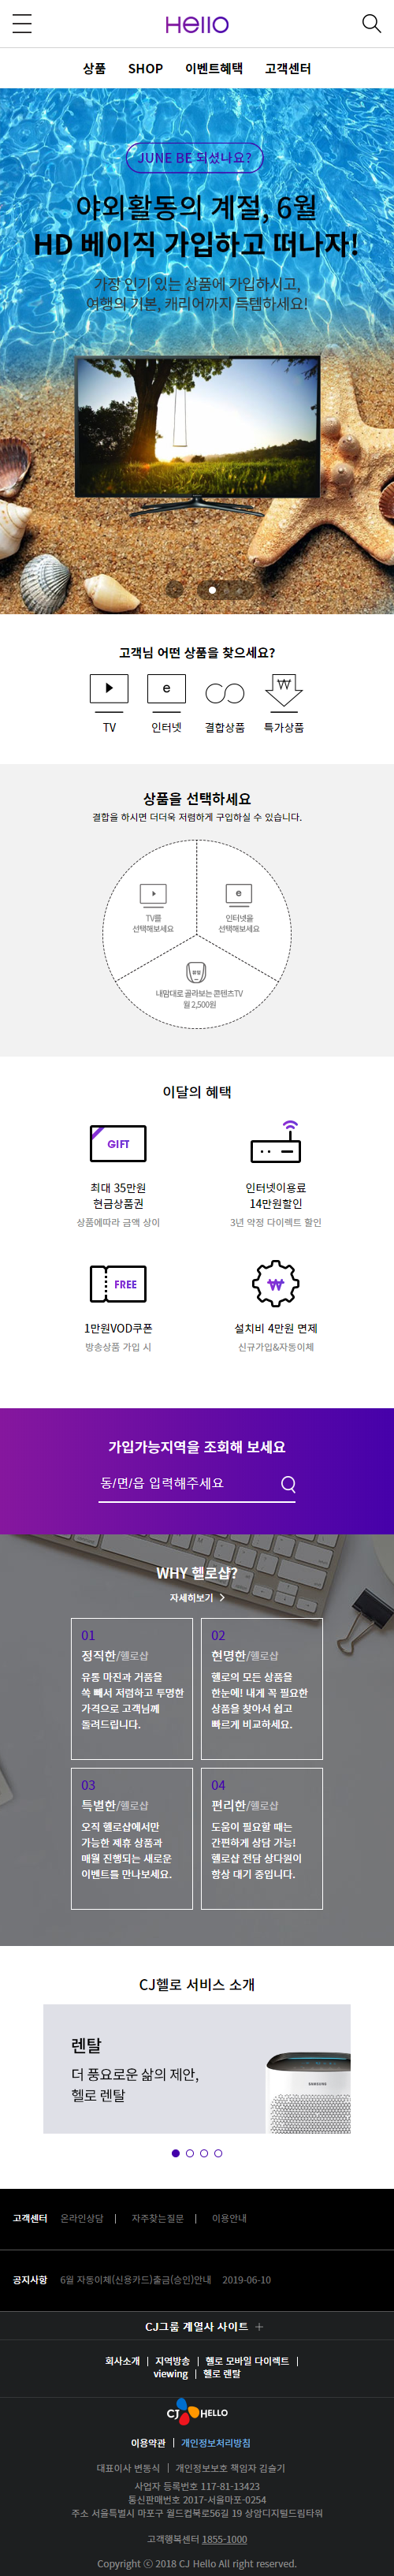 Hello
상품 SHOP 이벤트혜택 고객센터
JUNE BE 되셨나요?
야외활동의 계절, 6월
HD 베이직 가입하고 떠나자!
가장 인기 있는 상품에 가입하시고,
여행의 기본, 캐리어까지 득템하세요!
고객님 어떤 상품을 찾으세요?
e
₩
TV 인터넷 결합상품 특가상품
상품을 선택하세요
결합을 하시면 더더욱 저렴하게 구입하실 수 있습니다.
e
TV를 인터넷을
선택해보세요 선택해보세요
내맘대로 골라보는 콘텐츠TV
월 2,500원
이달의 혜택
GIFT
최대 35만원 인터넷이용료
현금상품권 14만원할인
상품에따라 금액 상이 3년 약정 다이렉트 할인
FREE ₩
1만원VOD쿠폰 설치비 4만원 면제
방송상품 가입 시 신규가입&자동이체
가입가능지역을 조회해 보세요
동/면/읍 입력해주세요
WHY 헬로샵?
자세히보기
01
정직한/헬로샵
유통 마진과 거품을
쏙 빼서 저렴하고 투명한
가격으로 고객님께
돌려드립니다.
02
현명한/헬로샵
헬로의 모든 상품을
한눈에! 내게 꼭 필요한
상품을 찾아서 쉽고
빠르게 비교하세요.
03
특별한/헬로샵
오직 헬로샵에서만
가능한 제휴 상품과
매월 진행되는 새로운
이벤트를 만나보세요.
04
편리한/헬로샵
도움이 필요할 때는
간편하게 상담 가능!
헬로샵 전담 상다원이
항상 대기 중입니다.
CJ헬로 서비스 소개
렌탈
더 풍요로운 삶의 제안,
헬로 렌탈
SAMSUNG
고객센터 온라인상담 | 자주찾는질문 | 이용안내
공지사항 6월 자동이체(신용카드)출금(승인)안내 2019-06-10
CJ그룹 계열사 사이트 +
회사소개 | 지역방송 | 헬로 모바일 다이렉트 |
viewing | 헬로 렌탈
CJ HELLO
이용약관 | 개인정보처리방침
대표이사 변동식 | 개인정보보호 책임자 김슬기
사업자 등록번호 117-81-13423
통신판매번호 2017-서울마포-0254
주소 서울특별시 마포구 월드컵북로56길 19 상암디지털드림타워
고객행복센터 1855-1000
Copyright ⓒ 2018 CJ Hello All right reserved.